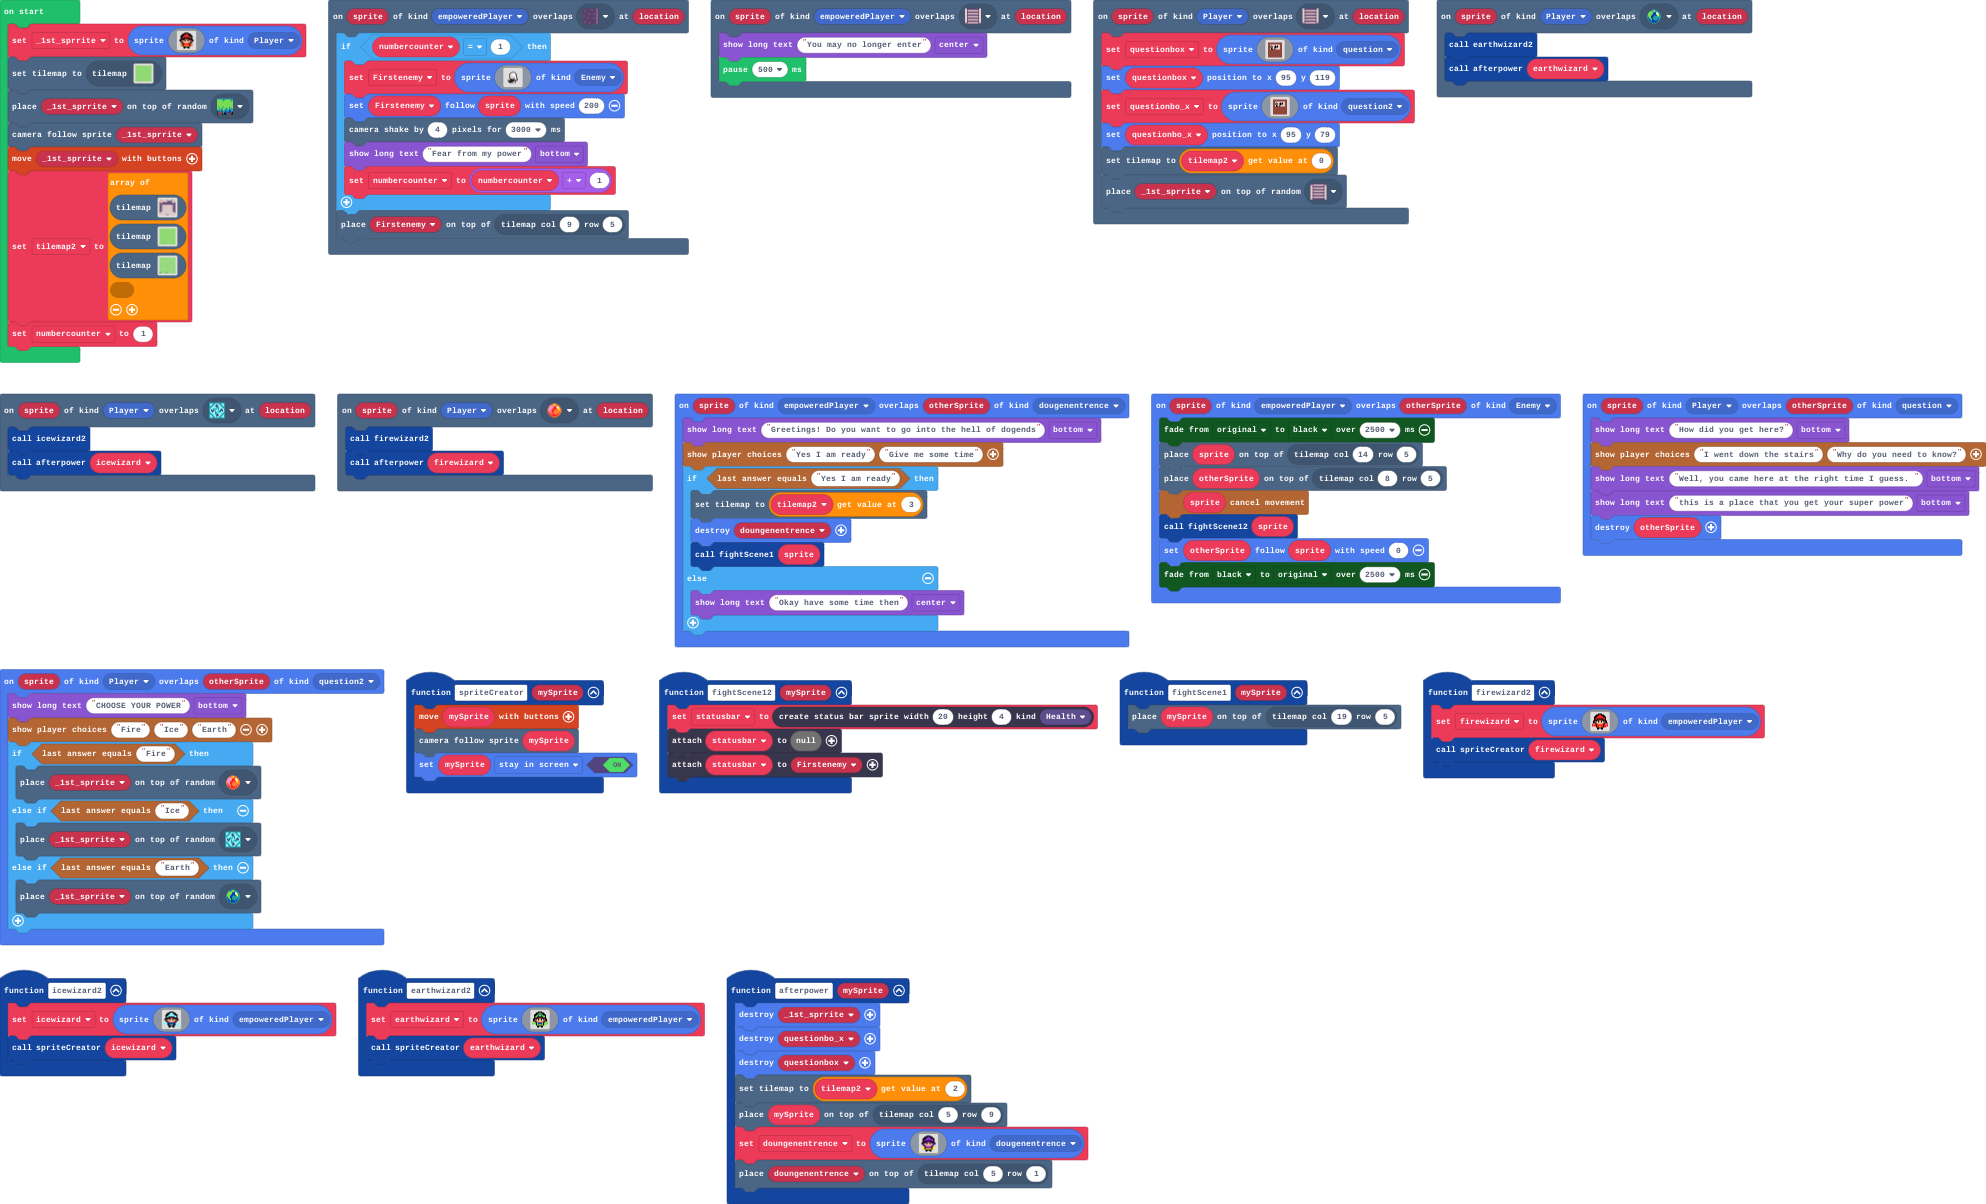 on start
set _1st_sprrite to sprite of kind Player
set tilemap to tilemap
place _1st_sprrite on top of random
camera follow sprite _1st_sprrite
move _1st_sprrite with buttons
set tilemap2 to array of
tilemap
tilemap
tilemap
set numbercounter to 1
on sprite of kind empoweredPlayer overlaps at location
if numbercounter = 1 then
set Firstenemy to sprite of kind Enemy
set Firstenemy follow sprite with speed 200
camera shake by 4 pixels for 3000 ms
show long text "Fear from my power" bottom
set numbercounter to numbercounter + 1
place Firstenemy on top of tilemap col 9 row 5
on sprite of kind empoweredPlayer overlaps at location
show long text "You may no longer enter" center
pause 500 ms
on sprite of kind Player overlaps at location
set questionbox to sprite of kind question
set questionbox position to x 95 y 119
set questionbo_x to sprite of kind question2
set questionbo_x position to x 95 y 79
set tilemap to tilemap2 get value at 0
place _1st_sprrite on top of random
on sprite of kind Player overlaps at location
call earthwizard2
call afterpower earthwizard
on sprite of kind Player overlaps at location
call icewizard2
call afterpower icewizard
on sprite of kind Player overlaps at location
call firewizard2
call afterpower firewizard
on sprite of kind empoweredPlayer overlaps otherSprite of kind dougenentrence
show long text "Greetings! Do you want to go into the hell of dogends" bottom
show player choices "Yes I am ready" "Give me some time"
if last answer equals "Yes I am ready" then
set tilemap to tilemap2 get value at 3
destroy doungenentrence
call fightScene1 sprite
else
show long text "Okay have some time then" center
on sprite of kind empoweredPlayer overlaps otherSprite of kind Enemy
fade from original to black over 2500 ms
place sprite on top of tilemap col 14 row 5
place otherSprite on top of tilemap col 8 row 5
sprite cancel movement
call fightScene12 sprite
set otherSprite follow sprite with speed 0
fade from black to original over 2500 ms
on sprite of kind Player overlaps otherSprite of kind question
show long text "How did you get here?" bottom
show player choices "I went down the stairs" "Why do you need to know?"
show long text "Well, you came here at the right time I guess. " bottom
show long text "this is a place that you get your super power" bottom
destroy otherSprite
on sprite of kind Player overlaps otherSprite of kind question2
show long text "CHOOSE YOUR POWER" bottom
show player choices "Fire" "Ice" "Earth"
if last answer equals "Fire" then
place _1st_sprrite on top of random
else if last answer equals "Ice" then
place _1st_sprrite on top of random
else if last answer equals "Earth" then
place _1st_sprrite on top of random
function spriteCreator mySprite
move mySprite with buttons
camera follow sprite mySprite
set mySprite stay in screen ON
function fightScene12 mySprite
set statusbar to create status bar sprite width 20 height 4 kind Health
attach statusbar to null
attach statusbar to Firstenemy
function fightScene1 mySprite
place mySprite on top of tilemap col 19 row 5
function firewizard2
set firewizard to sprite of kind empoweredPlayer
call spriteCreator firewizard
function icewizard2
set icewizard to sprite of kind empoweredPlayer
call spriteCreator icewizard
function earthwizard2
set earthwizard to sprite of kind empoweredPlayer
call spriteCreator earthwizard
function afterpower mySprite
destroy _1st_sprrite
destroy questionbo_x
destroy questionbox
set tilemap to tilemap2 get value at 2
place mySprite on top of tilemap col 5 row 9
set doungenentrence to sprite of kind dougenentrence
place doungenentrence on top of tilemap col 5 row 1